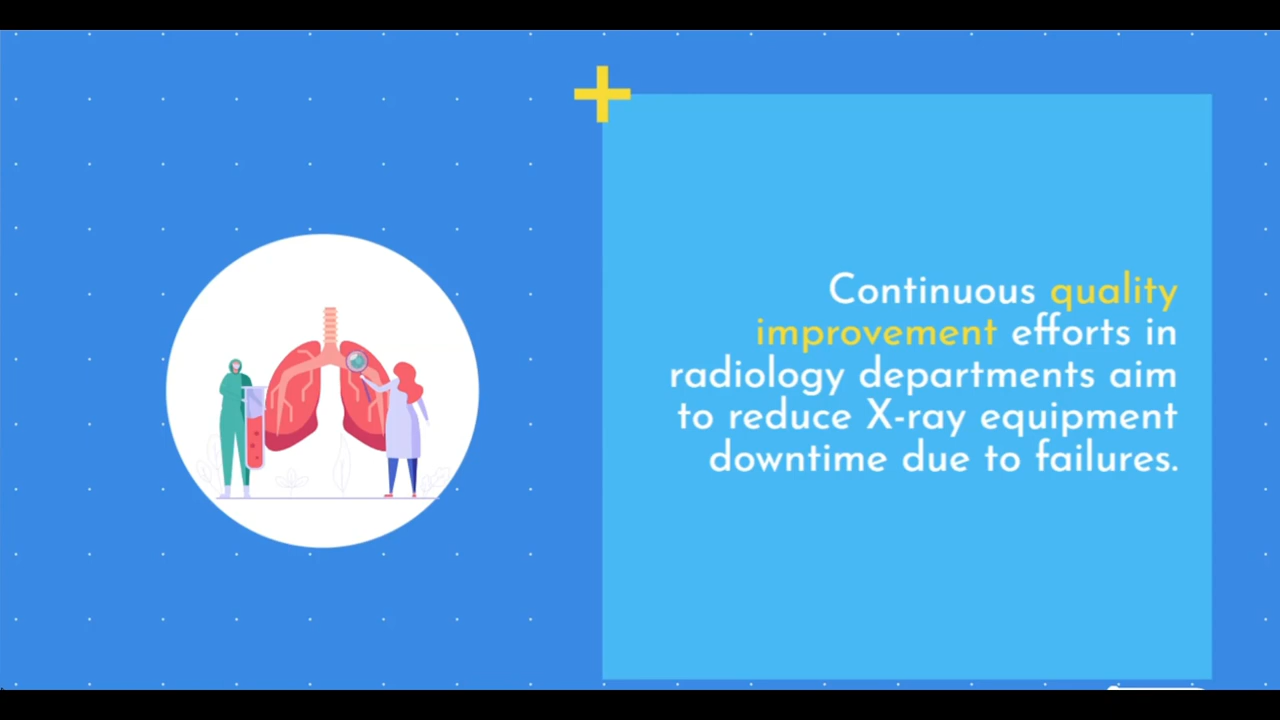 Continuous quality
improvement efforts in
radiology departments aim
to reduce X-ray equipment
downtime due to failures.